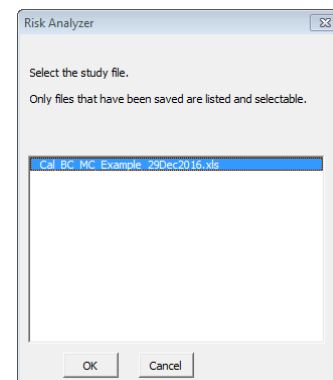 Risk Analyzer
Select the study file.
Only files that have been saved are listed and selectable.
Cal_BC_MC_Example_29Dec2016.xls
OK Cancel